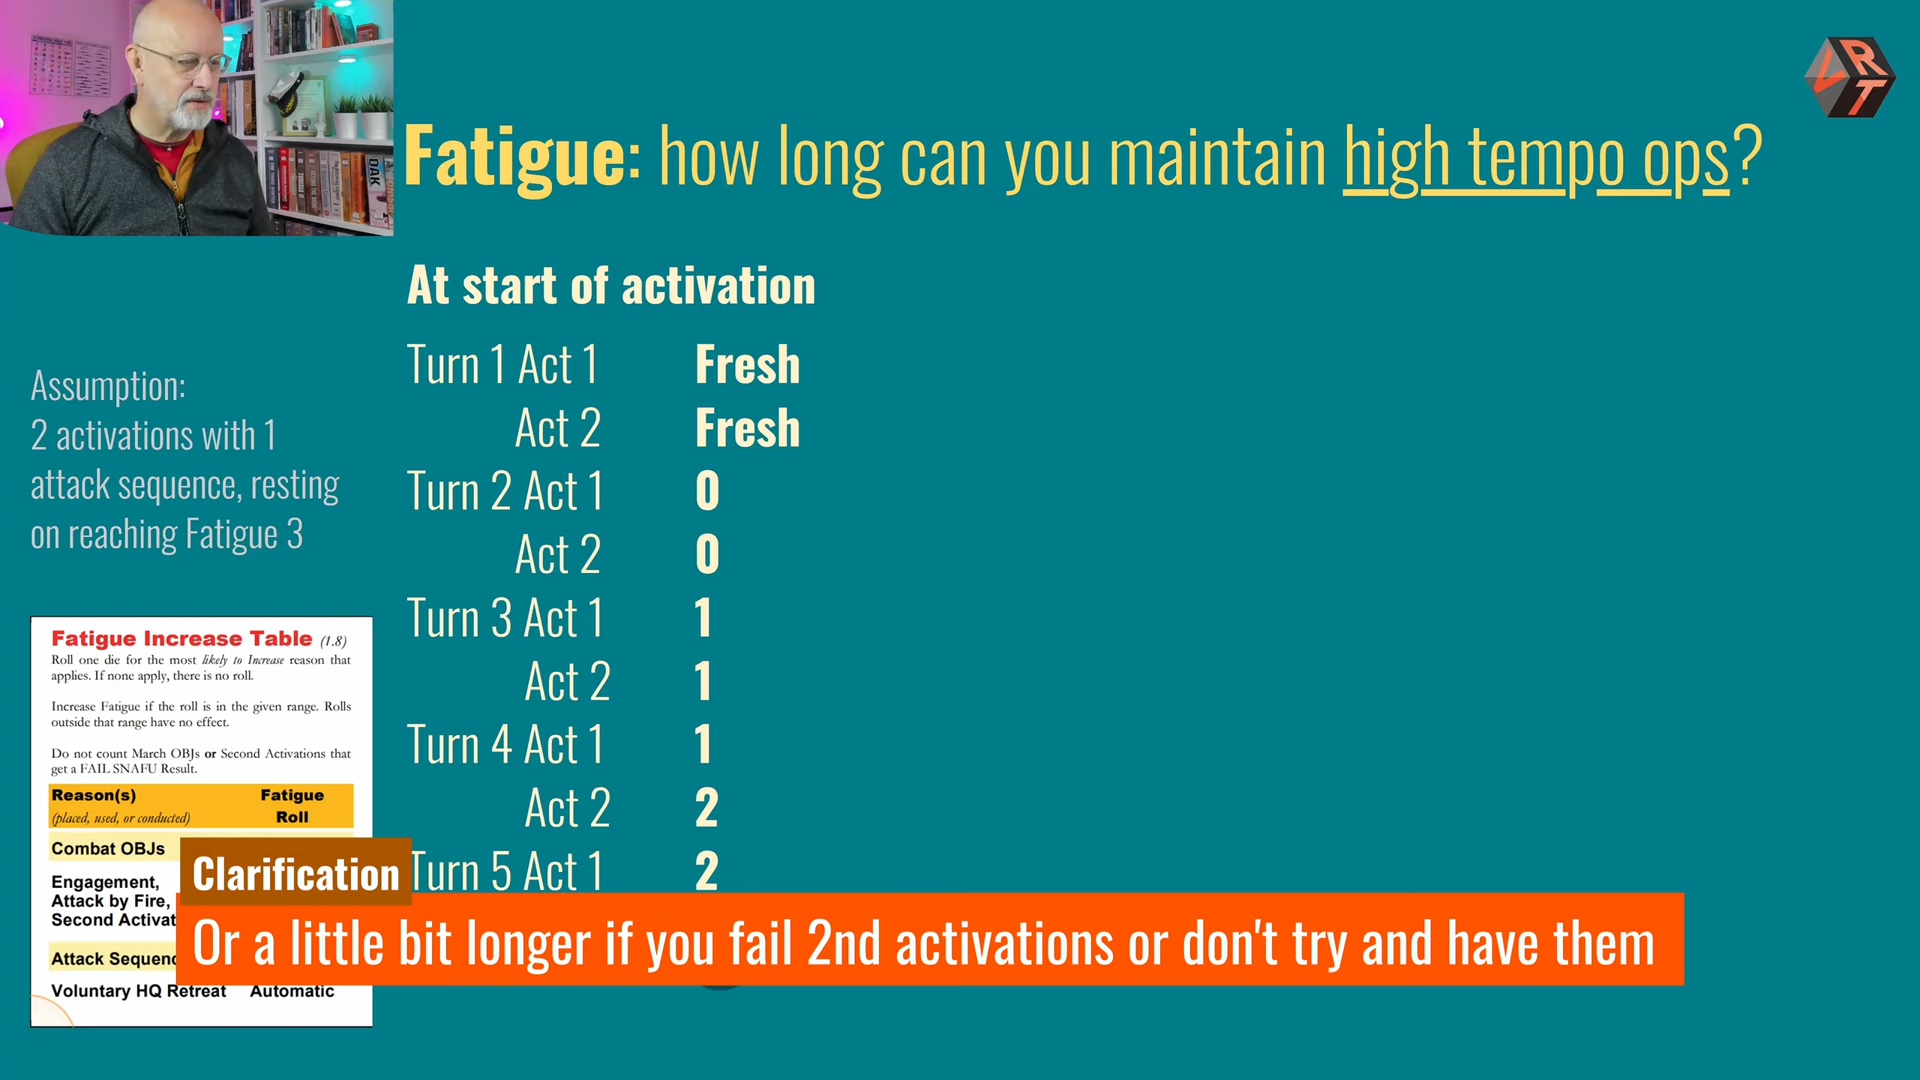 VRT
DAK
Fatigue: how long can you maintain high tempo ops?
At start of activation
Turn 1 Act 1 Fresh
Act 2 Fresh
Turn 2 Act 1 0
Act 2 0
Turn 3 Act 1 1
Act 2 1
Turn 4 Act 1 1
Act 2 2
Turn 5 Act 1 2
Assumption:
2 activations with 1
attack sequence, resting
on reaching Fatigue 3
Fatigue Increase Table (1.8)
Roll one die for the most likely to Increase reason that
applies. If none apply, there is no roll.
Increase Fatigue if the roll is in the given range. Rolls
outside that range have no effect.
Do not count March OBJs or Second Activations that
get a FAIL SNAFU Result.
Reason(s) Fatigue
(placed, used, or conducted) Roll
Combat OBJs
Engagement,
Attack by Fire,
Second Activat
Attack Sequenc
Voluntary HQ Retreat Automatic
Clarification
Or a little bit longer if you fail 2nd activations or don't try and have them